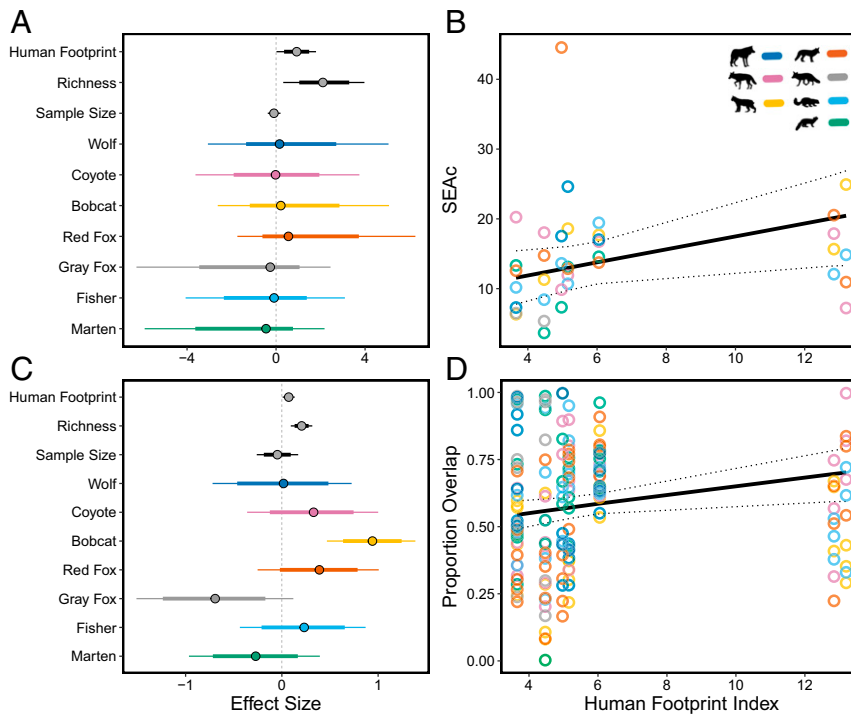 A
Human Footprint
Richness
Sample Size
Wolf
Coyote
Bobcat
Red Fox
Gray Fox
Fisher
Marten
−4
0
4
B
SEAc
40
30
20
10
4
6
8
10
12
C
Human Footprint
Richness
Sample Size
Wolf
Coyote
Bobcat
Red Fox
Gray Fox
Fisher
Marten
−1
0
1
Effect Size
D
Proportion Overlap
1.00
0.75
0.50
0.25
0.00
4
6
8
10
12
Human Footprint Index